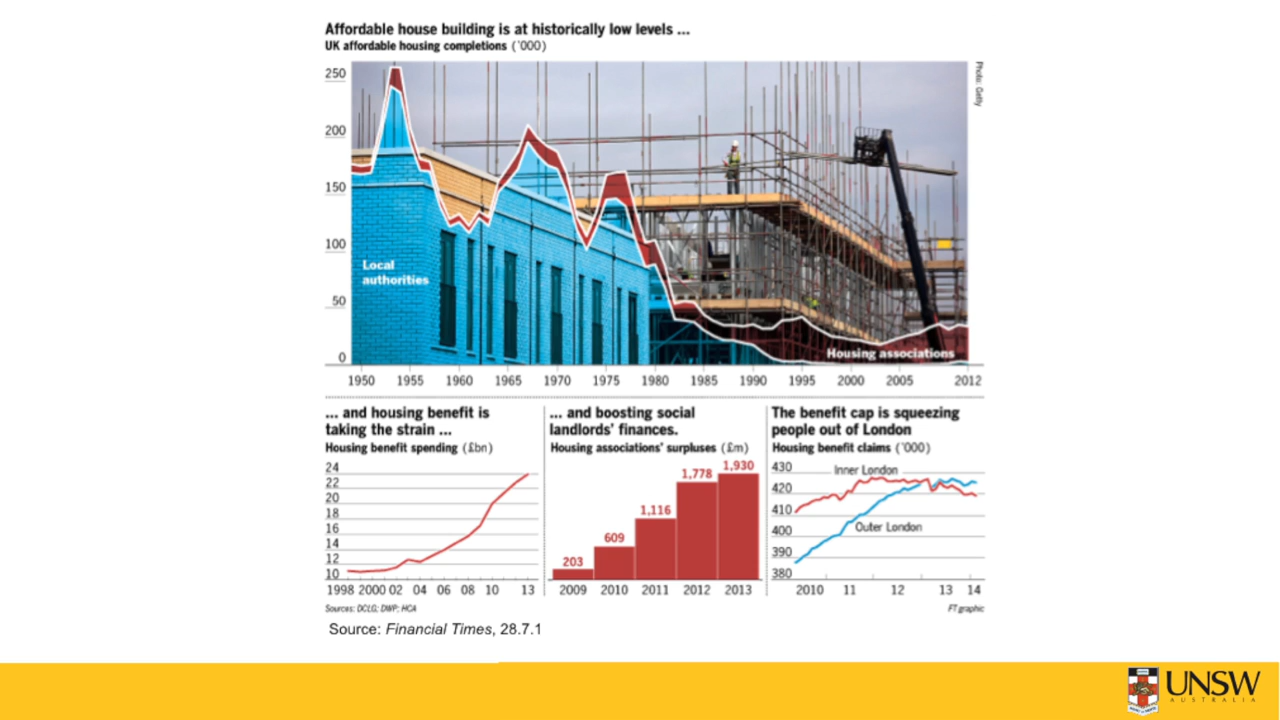 Affordable house building is at historically low levels ...
UK affordable housing completions ('000)
Photo: Getty
250
200
150
100
50
0
Local
authorities
Housing associations
1950 1955 1960 1965 1970 1975 1980 1985 1990 1995 2000 2005 2012
... and housing benefit is
taking the strain ...
Housing benefit spending (£bn)
24
22
20
18
16
14
12
10
1998 2000 02 04 06 08 10 13
... and boosting social
landlords' finances.
Housing associations' surpluses (£m)
203
609
1,116
1,778
1,930
2009 2010 2011 2012 2013
The benefit cap is squeezing
people out of London
Housing benefit claims ('000)
430
420
410
400
390
380
Inner London
Outer London
2010 11 12 13 14
Sources: DCLG; DWP; HCA
FT graphic
Source: Financial Times, 28.7.1
UNSW
AUSTRALIA